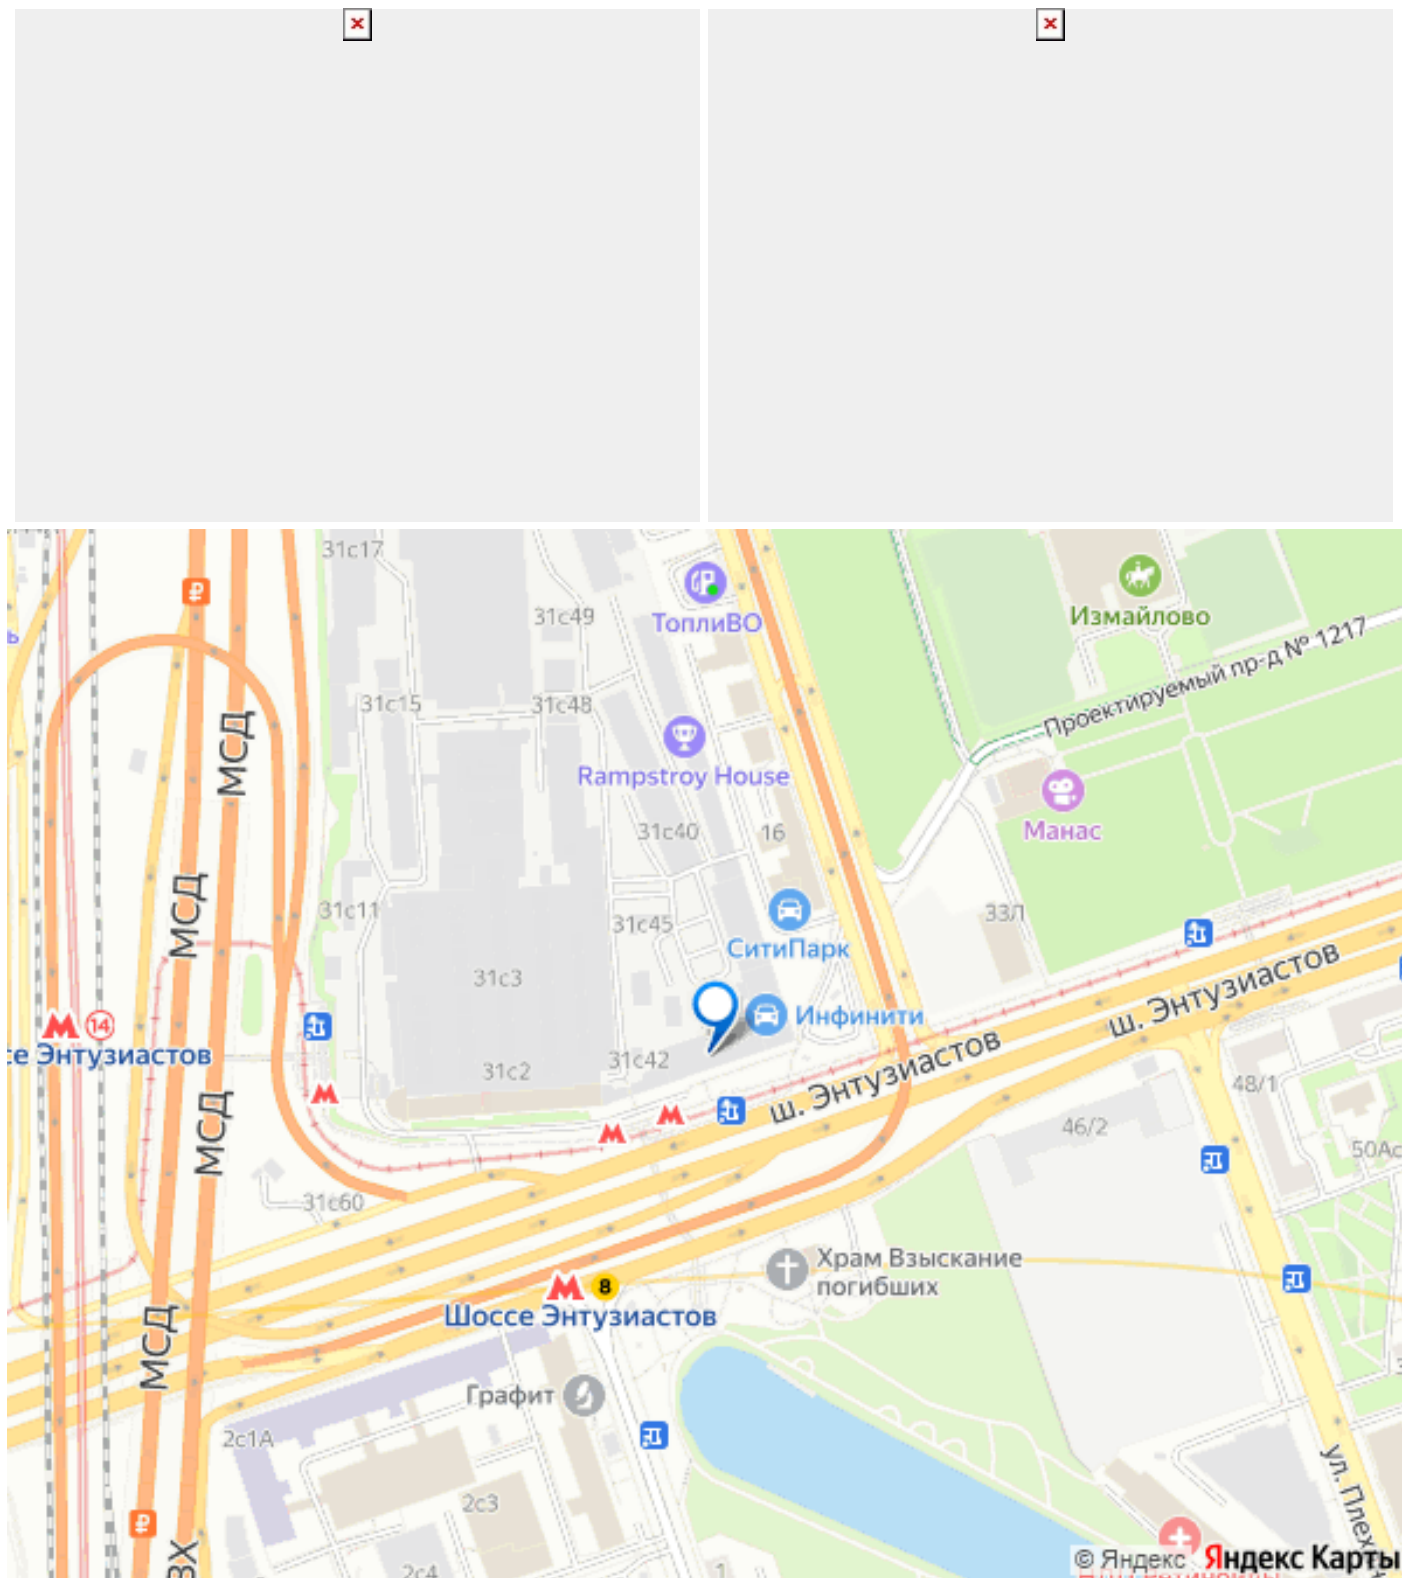 31с17
31с49
ТоплиВО
Измайлово
Проектируемый пр-д № 1217
31с15
31с48
МСД
Rampstroy House
31с40
16
Манас
МСД
31с11
31с45
33Л
СитиПарк
ш. Энтузиастов
31с3
14
Инфинити
се Энтузиастов
31с42
31с2
ш. Энтузиастов
48/1
МСД
46/2
50Ас
31с60
Храм Взыскание
погибших
8
Шоссе Энтузиастов
МСД
Графит
2с1А
2с3
ул. Плех
2с4
1
© Яндекс
Яндекс Карты